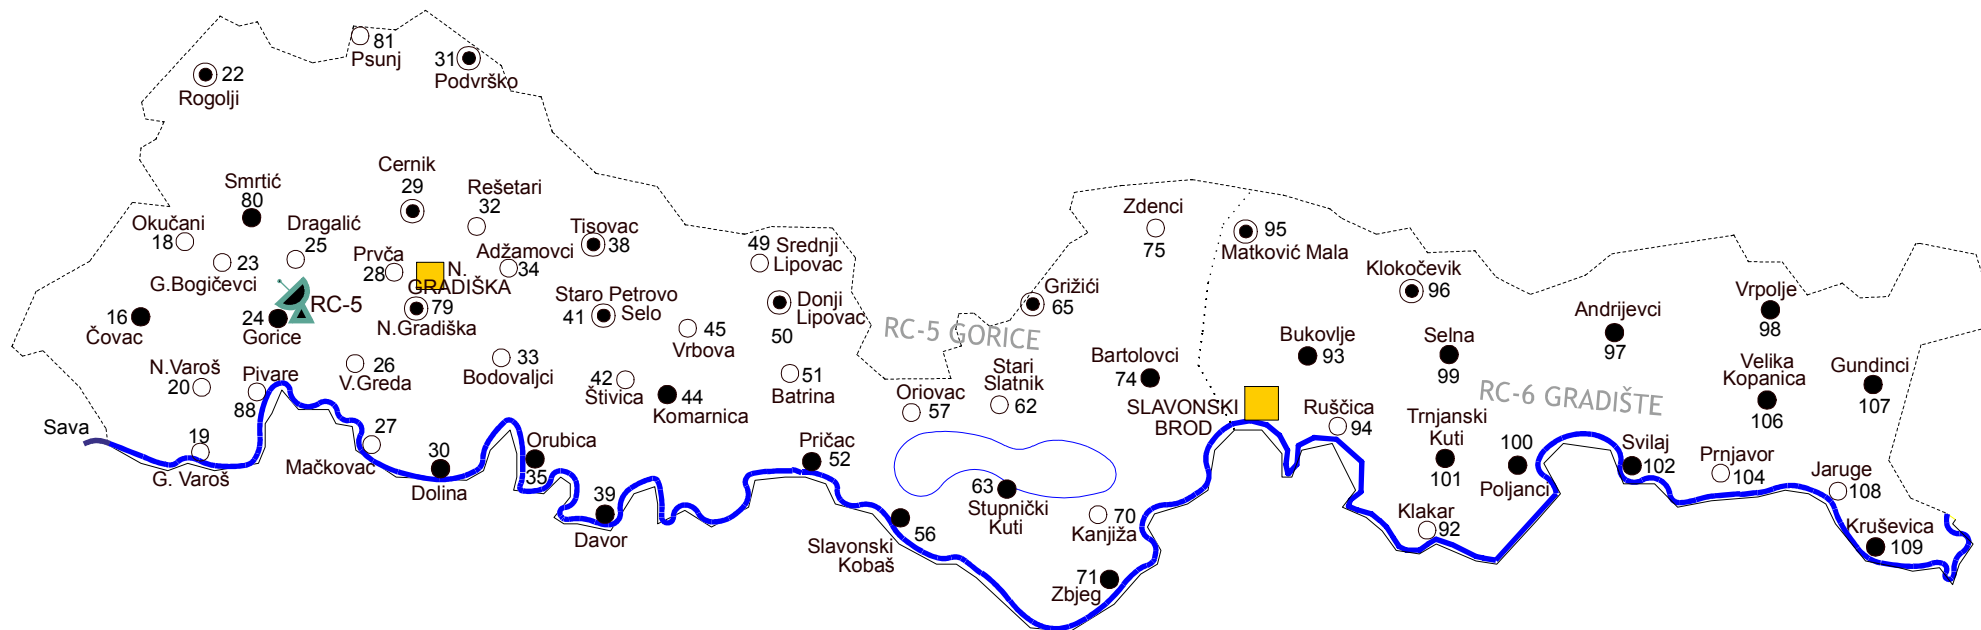 81
Psunj
31
Podvrško
22
Rogolji
Cernik
29
Smrtić
80
Rešetari
32
Okučani
18
Dragalić
25
Tisovac
38
Zdenci
75
95
Matković Mala
23
G.Bogičevci
Prvča
28
N.
GRADIŠKA
Adžamovci
34
49 Srednji
Lipovac
Klokočevik
96
RC-5
79
N.Gradiška
Staro Petrovo
Selo
41
Donji
Lipovac
50
Grižići
65
Andrijevci
97
Vrpolje
98
16
Čovac
24
Gorice
45
Vrbova
RC-5 GORICE
Bukovlje
93
Selna
99
N.Varoš
20
Pivare
88
26
V.Greda
33
Bodovaljci
42
Štivica
44
Komarnica
51
Batrina
Oriovac
57
Stari
Slatnik
62
Bartolovci
74
SLAVONSKI
BROD
Ruščica
94
RC-6 GRADIŠTE
Velika
Kopanica
106
Gundinci
107
Sava
19
G. Varoš
27
Mačkovac
30
Dolina
Orubica
35
39
Davor
Pričac
52
Trnjanski
Kuti
101
100
Poljanci
Svilaj
102
Prnjavor
104
Jaruge
108
63
Stupnički
Kuti
70
Kanjiža
56
Slavonski
Kobaš
71
Zbjeg
Klakar
92
Kruševica
109